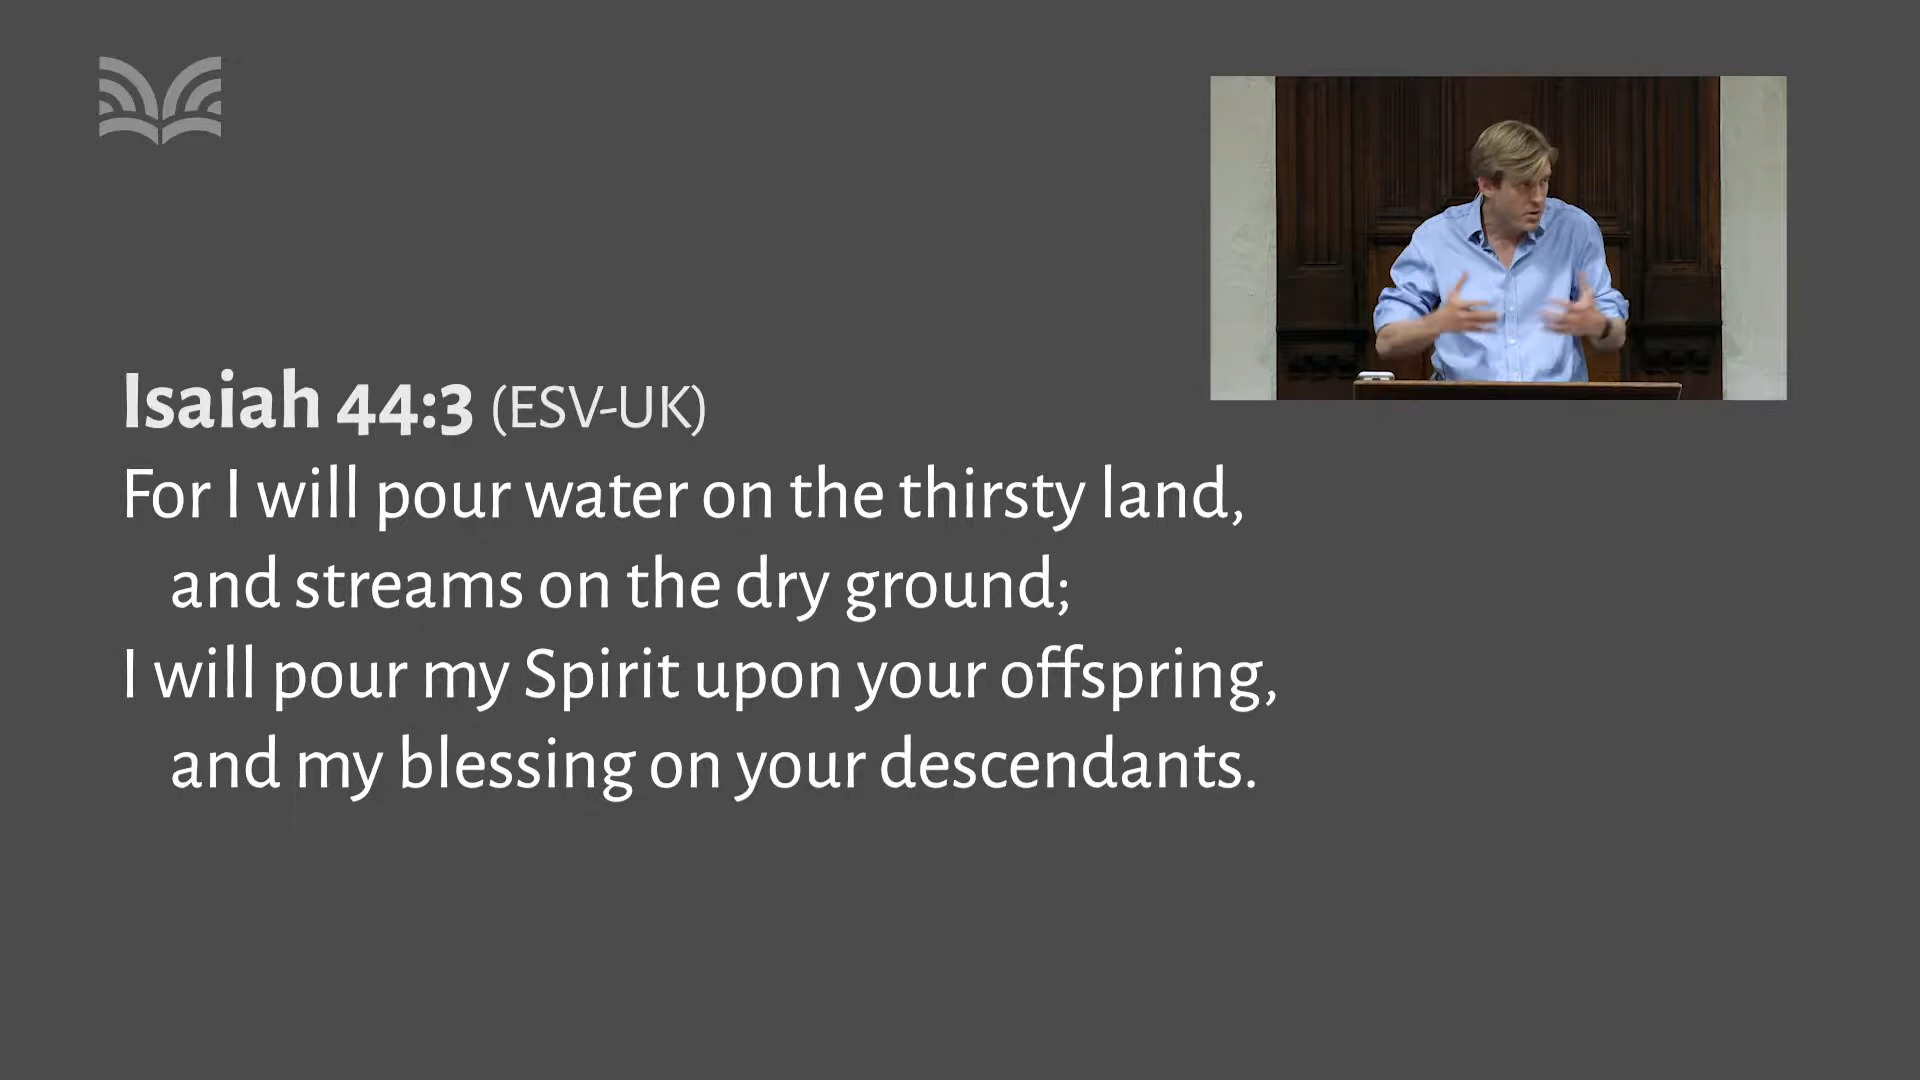 Isaiah 44:3 (ESV-UK)
For I will pour water on the thirsty land,
and streams on the dry ground;
I will pour my Spirit upon your offspring,
and my blessing on your descendants.